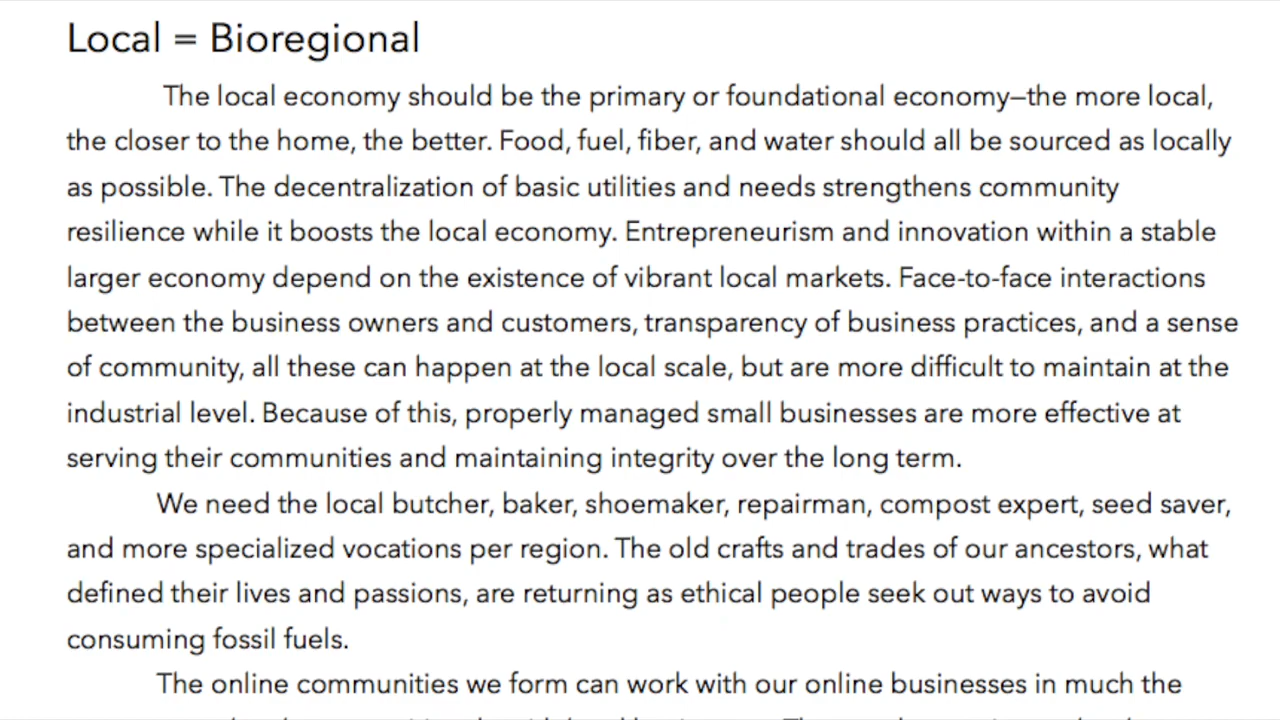 Local = Bioregional
The local economy should be the primary or foundational economy—the more local,
the closer to the home, the better. Food, fuel, fiber, and water should all be sourced as locally
as possible. The decentralization of basic utilities and needs strengthens community
resilience while it boosts the local economy. Entrepreneurism and innovation within a stable
larger economy depend on the existence of vibrant local markets. Face-to-face interactions
between the business owners and customers, transparency of business practices, and a sense
of community, all these can happen at the local scale, but are more difficult to maintain at the
industrial level. Because of this, properly managed small businesses are more effective at
serving their communities and maintaining integrity over the long term.
We need the local butcher, baker, shoemaker, repairman, compost expert, seed saver,
and more specialized vocations per region. The old crafts and trades of our ancestors, what
defined their lives and passions, are returning as ethical people seek out ways to avoid
consuming fossil fuels.
The online communities we form can work with our online businesses in much the